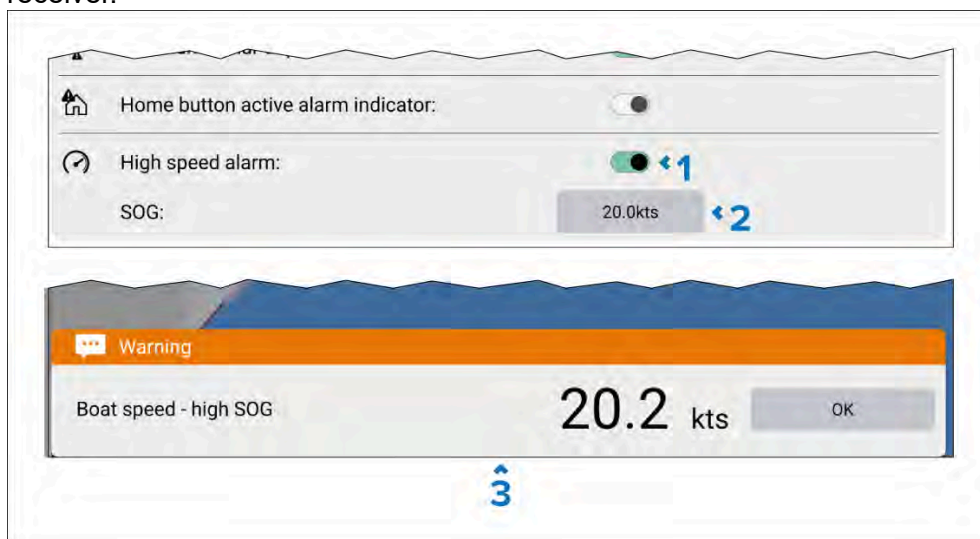 receiver.
Home button active alarm indicator:
High speed alarm: 1
SOG: 20.0kts 2
Warning
Boat speed - high SOG 20.2 kts OK
3